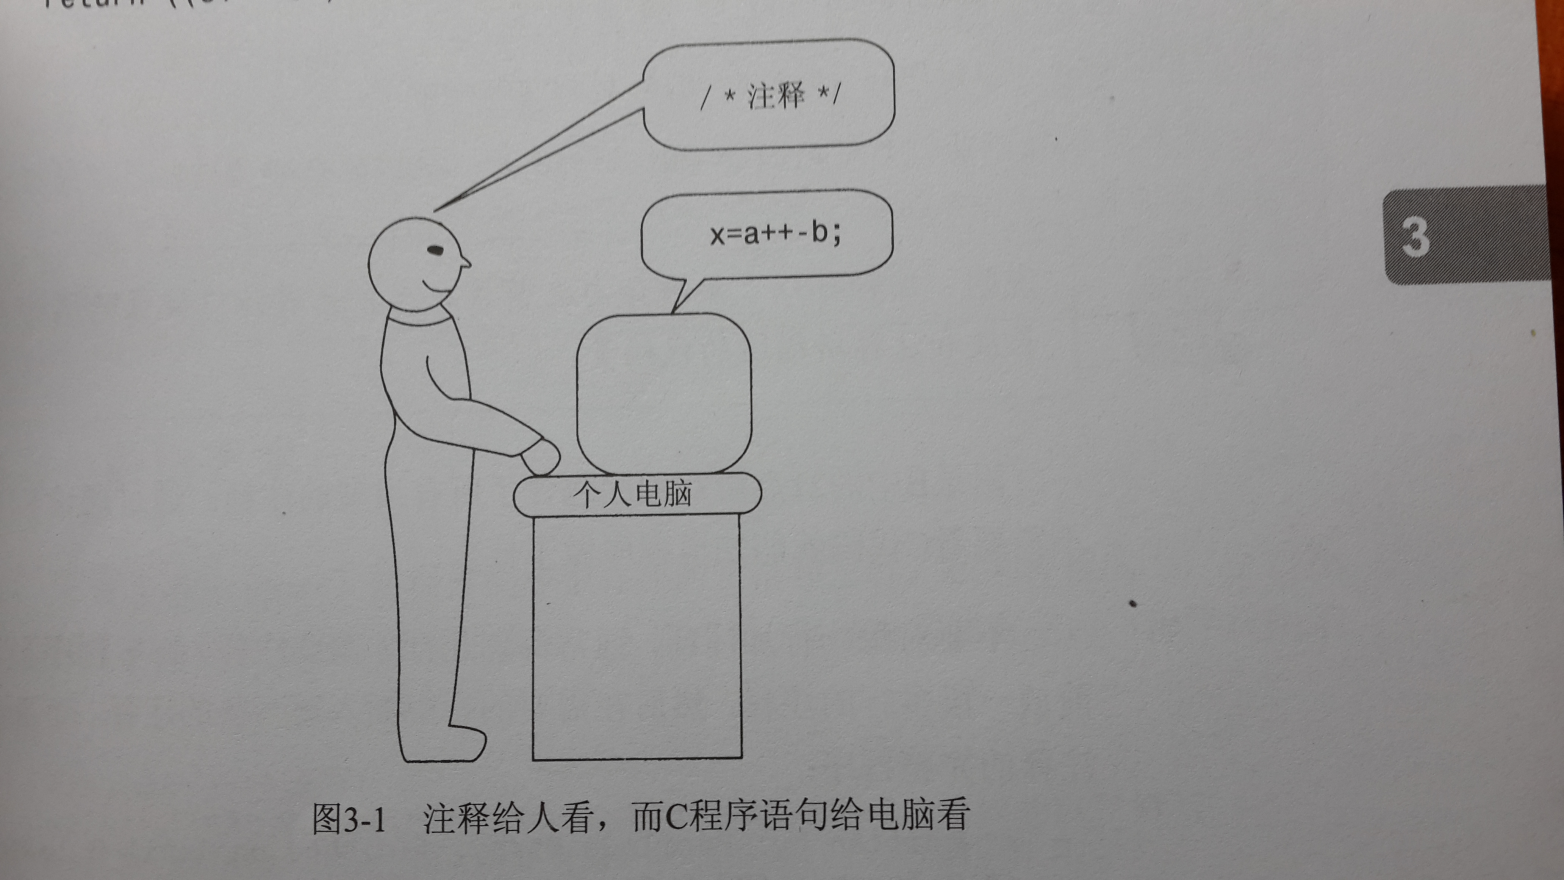 return
/ * 注释 */
x=a++-b;
3
个人电脑
图3-1 注释给人看，而C程序语句给电脑看